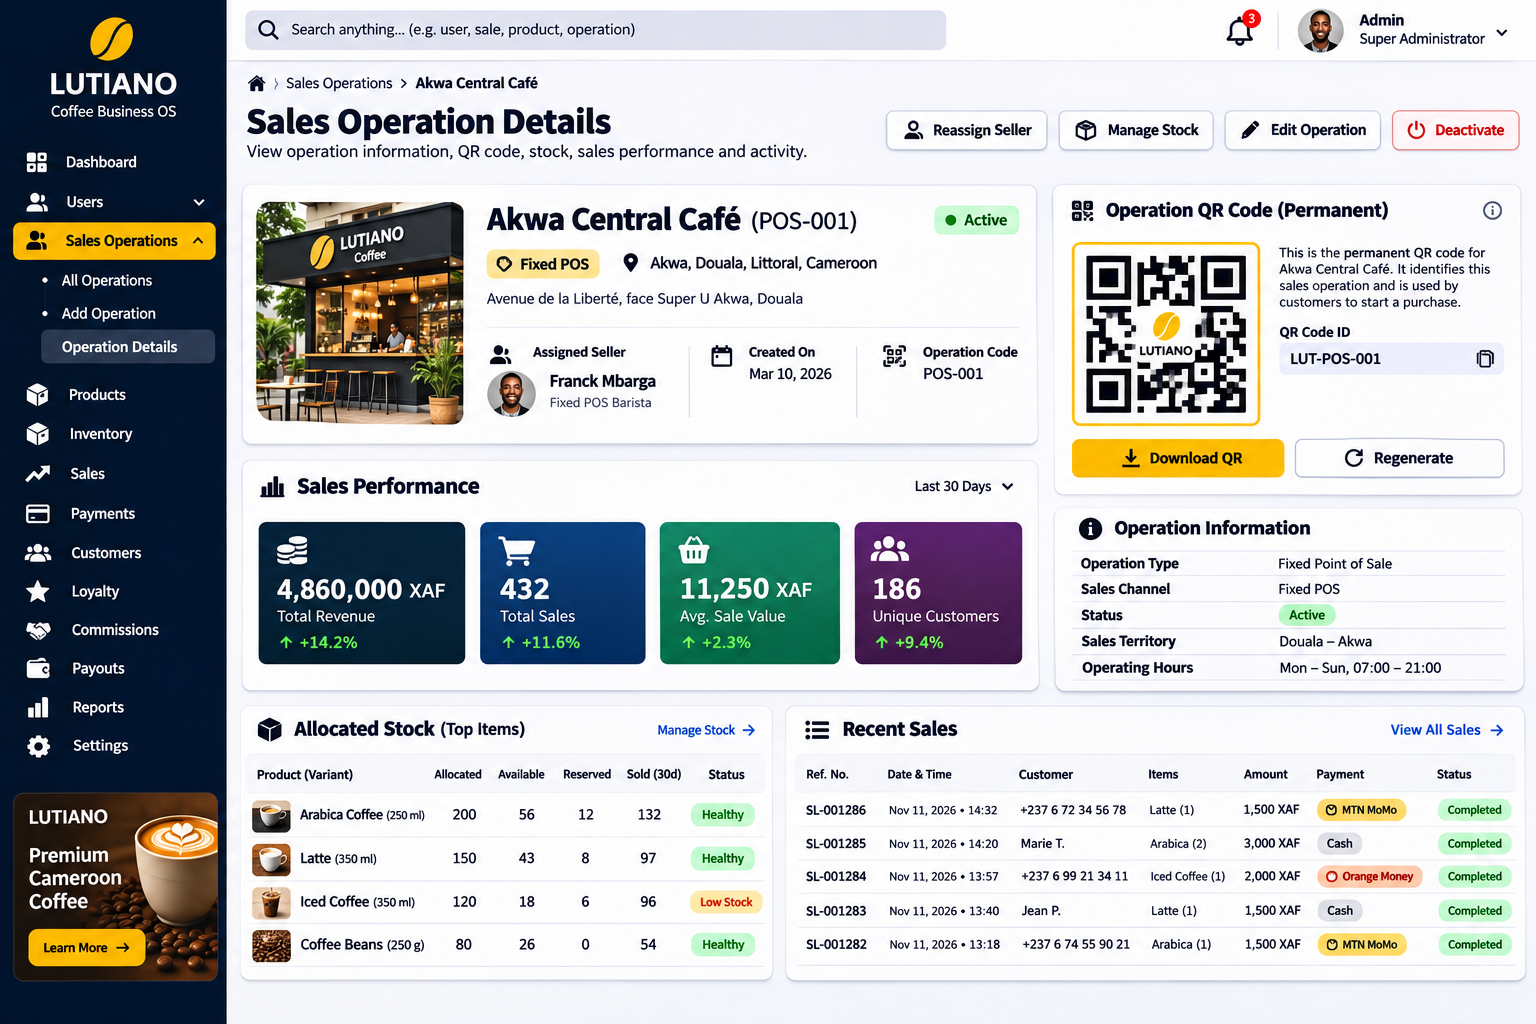 LUTIANO
Coffee Business OS
Dashboard
Users
Sales Operations
All Operations
Add Operation
Operation Details
Products
Inventory
Sales
Payments
Customers
Loyalty
Commissions
Payouts
Reports
Settings
LUTIANO
Premium
Cameroon
Coffee
Learn More →
Search anything... (e.g. user, sale, product, operation)
3
Admin
Super Administrator
Sales Operations > Akwa Central Café
Sales Operation Details
View operation information, QR code, stock, sales performance and activity.
Reassign Seller
Manage Stock
Edit Operation
Deactivate
LUTIANO
Coffee
Akwa Central Café (POS-001)
Active
Fixed POS
Akwa, Douala, Littoral, Cameroon
Avenue de la Liberté, face Super U Akwa, Douala
Assigned Seller
Franck Mbarga
Fixed POS Barista
Created On
Mar 10, 2026
Operation Code
POS-001
Operation QR Code (Permanent)
LUTIANO
This is the permanent QR code for
Akwa Central Café. It identifies this
sales operation and is used by
customers to start a purchase.
QR Code ID
LUT-POS-001
Download QR
Regenerate
Sales Performance
Last 30 Days
4,860,000 XAF
Total Revenue
↑ +14.2%
432
Total Sales
↑ +11.6%
11,250 XAF
Avg. Sale Value
↑ +2.3%
186
Unique Customers
↑ +9.4%
Operation Information
Operation Type Fixed Point of Sale
Sales Channel Fixed POS
Status Active
Sales Territory Douala – Akwa
Operating Hours Mon – Sun, 07:00 – 21:00
Allocated Stock (Top Items)
Manage Stock →
Product (Variant) Allocated Available Reserved Sold (30d) Status
Arabica Coffee (250 ml) 200 56 12 132 Healthy
Latte (350 ml) 150 43 8 97 Healthy
Iced Coffee (350 ml) 120 18 6 96 Low Stock
Coffee Beans (250 g) 80 26 0 54 Healthy
Recent Sales
View All Sales →
Ref. No. Date & Time Customer Items Amount Payment Status
SL-001286 Nov 11, 2026 • 14:32 +237 6 72 34 56 78 Latte (1) 1,500 XAF MTN MoMo Completed
SL-001285 Nov 11, 2026 • 14:20 Marie T. Arabica (2) 3,000 XAF Cash Completed
SL-001284 Nov 11, 2026 • 13:57 +237 6 99 21 34 11 Iced Coffee (1) 2,000 XAF Orange Money Completed
SL-001283 Nov 11, 2026 • 13:40 Jean P. Latte (1) 1,500 XAF Cash Completed
SL-001282 Nov 11, 2026 • 13:18 +237 6 74 55 90 21 Arabica (1) 1,500 XAF MTN MoMo Completed